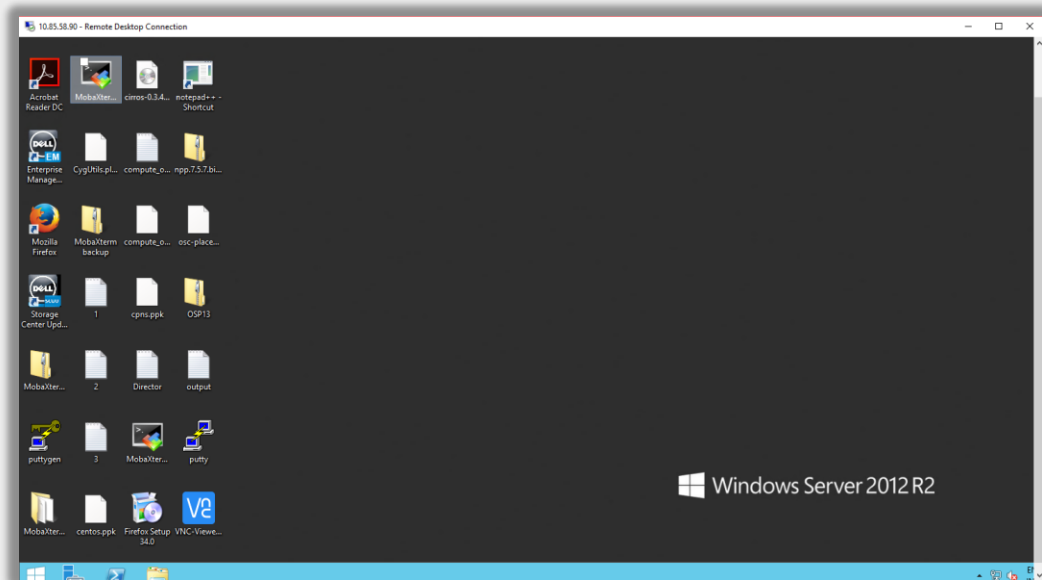 10.85.58.90 - Remote Desktop Connection
Acrobat
Reader DC
MobaXter...
cirros-0.3.4...
notepad++ -
Shortcut
DELL
EM
Enterprise
Manage...
CygUtils.pl...
compute_o...
npp.7.5.7.bi...
Mozilla
Firefox
MobaXterm
backup
compute_o...
osc-place...
DELL
Storage
Center Upd...
1
cpns.ppk
OSP13
MobaXter...
2
Director
output
puttygen
3
MobaXter...
putty
MobaXter...
centos.ppk
Firefox Setup
34.0
VNC-Viewe...
Windows Server 2012 R2